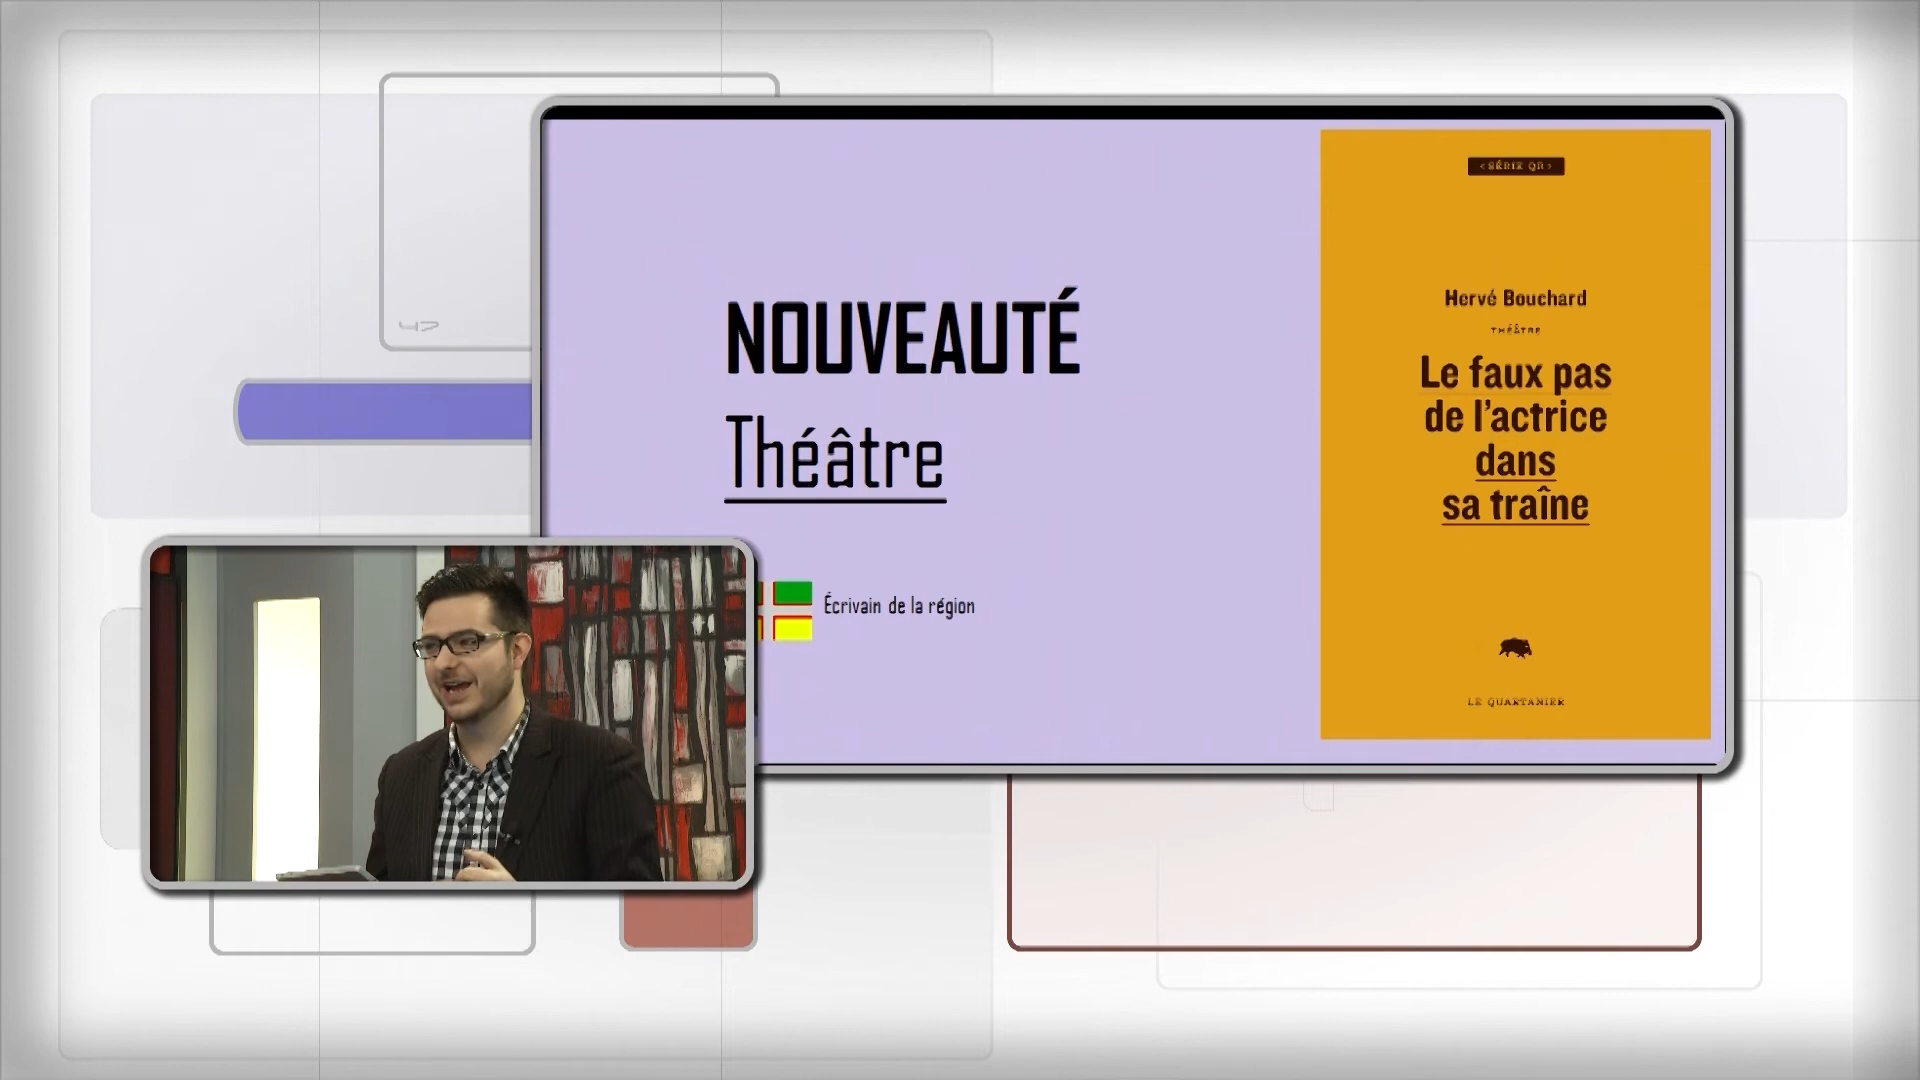 NOUVEAUTÉ
Théâtre
Écrivain de la région
< SÉRIE QR >
Hervé Bouchard
THÉÂTRE
Le faux pas
de l'actrice
dans
sa traîne
LE QUARTANIER